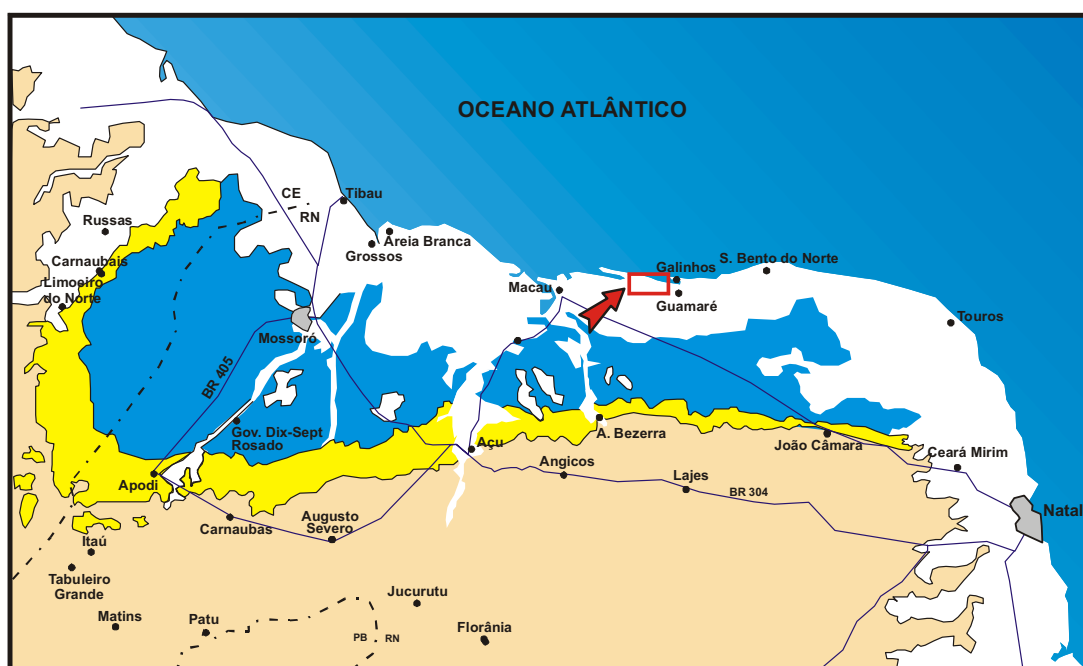 OCEANO ATLÂNTICO
CE
Tibau
RN
Russas
Areia Branca
Grossos
Carnaubais
Limoeiro
do Norte
S. Bento do Norte
Galinhos
Macau
Guamaré
Touros
Mossoró
BR 405
Gov. Dix-Sept
Rosado
Açu
A. Bezerra
João Câmara
Ceará Mirim
Apodi
Angicos
Lajes
BR 304
Natal
Carnaubas
Augusto
Severo
Itaú
Tabuleiro
Grande
Jucurutu
Matins
Patu
Florânia
PB
RN